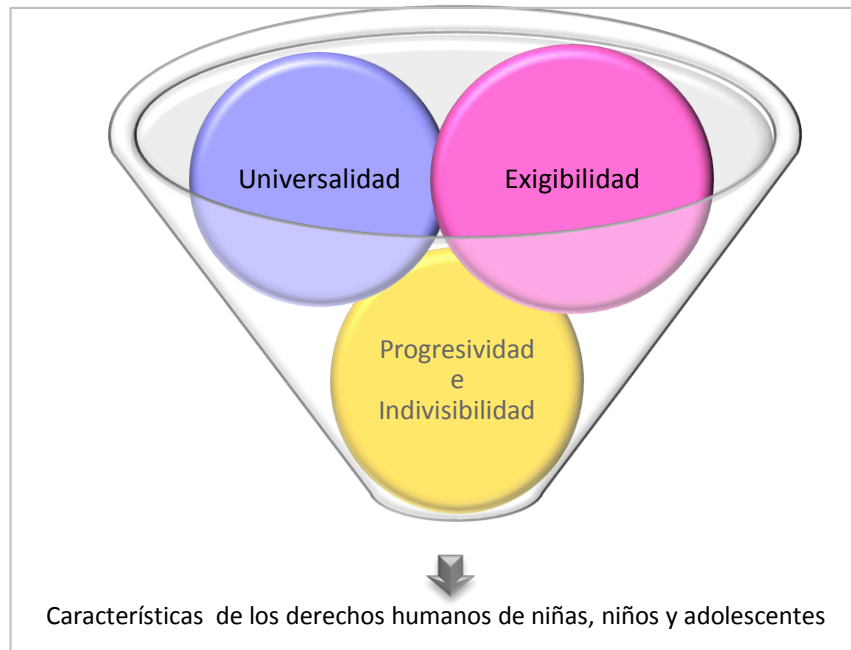 Universalidad
Exigibilidad
Progresividad
e
Indivisibilidad
Características de los derechos humanos de niñas, niños y adolescentes